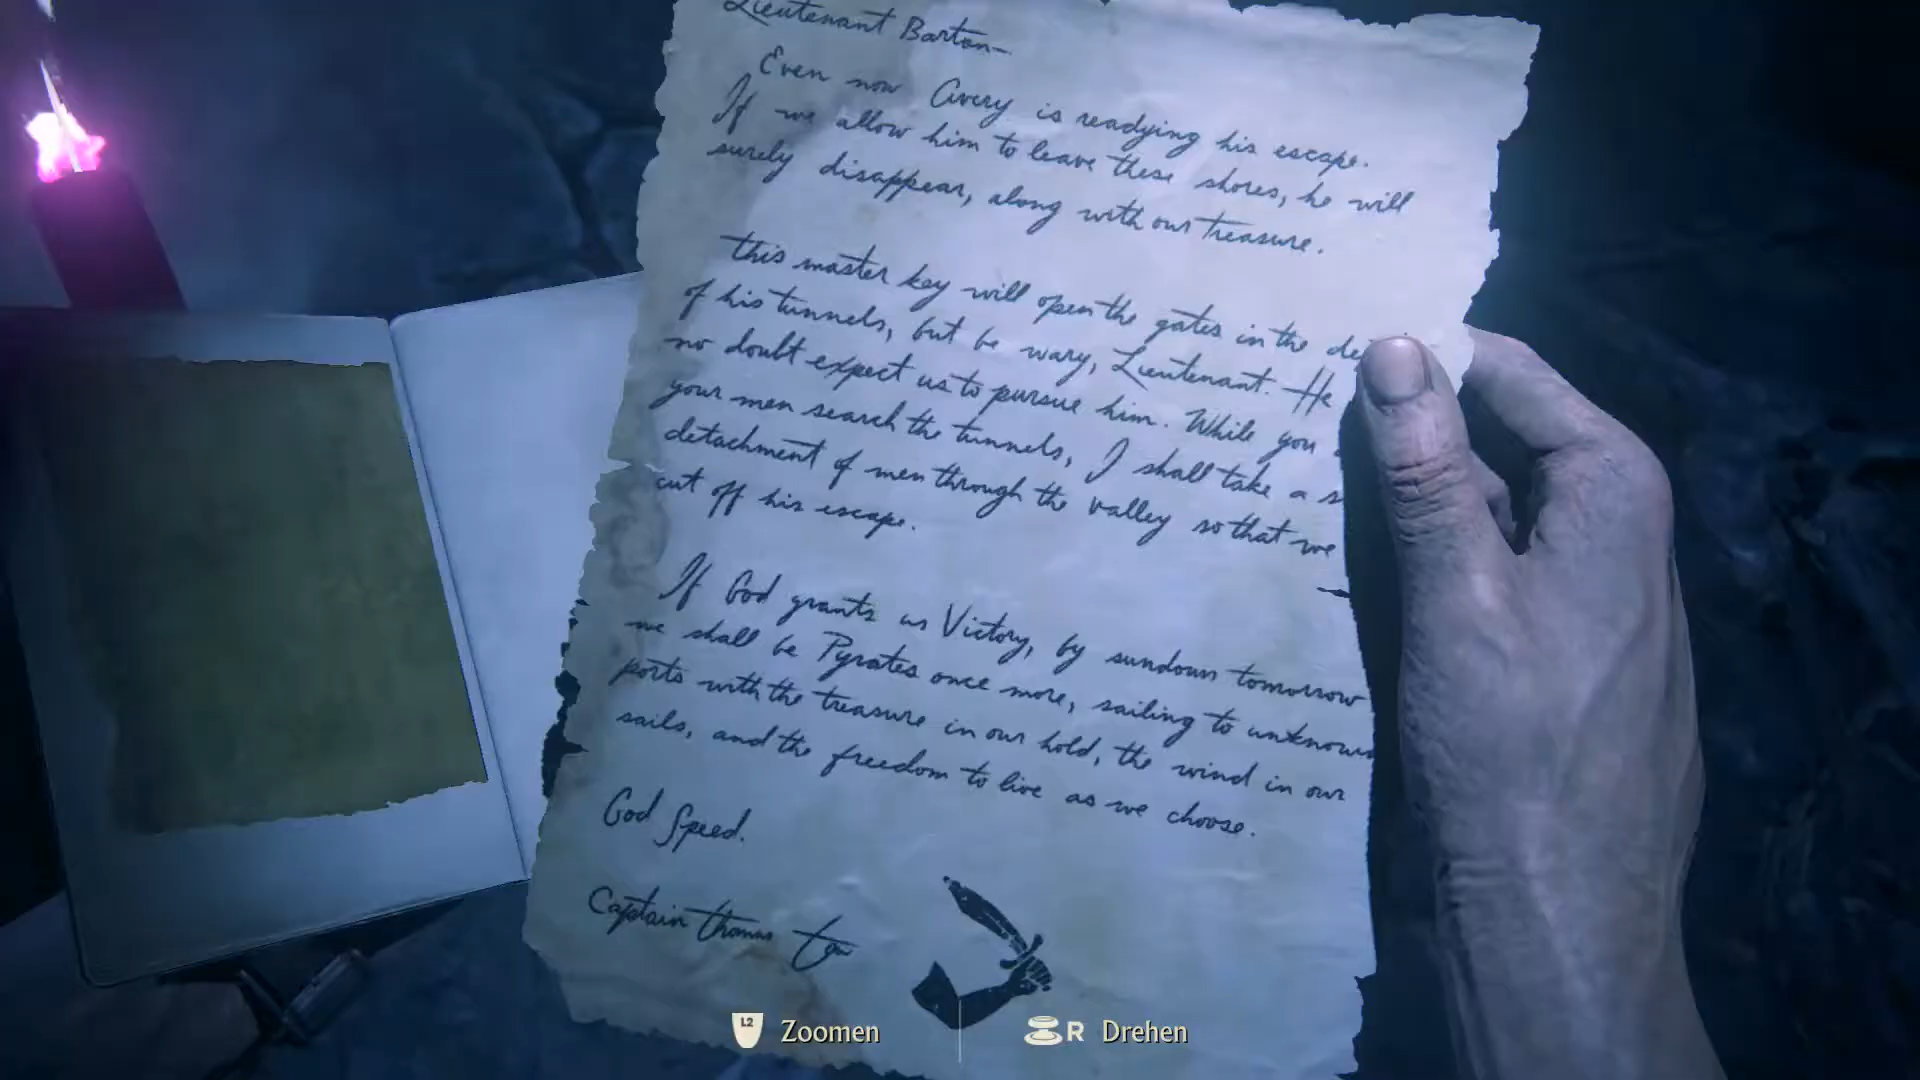 Lieutenant Barton—
Even now Avery is readying his escape.
If we allow him to leave these shores, he will
surely disappear, along with our treasure.
This master key will open the gates in the
of his tunnels, but be wary, Lieutenant. He
no doubt expect us to pursue him. While you
your men search the tunnels, I shall take a
detachment of men through the valley so that we
cut off his escape.
If God grants us Victory, by sundown tomorrow
we shall be Pyrates once more, sailing to unknown
ports with the treasure in our hold, the wind in our
sails, and the freedom to live as we choose.
God Speed.
Captain Thomas Tew
L2 Zoomen
R Drehen